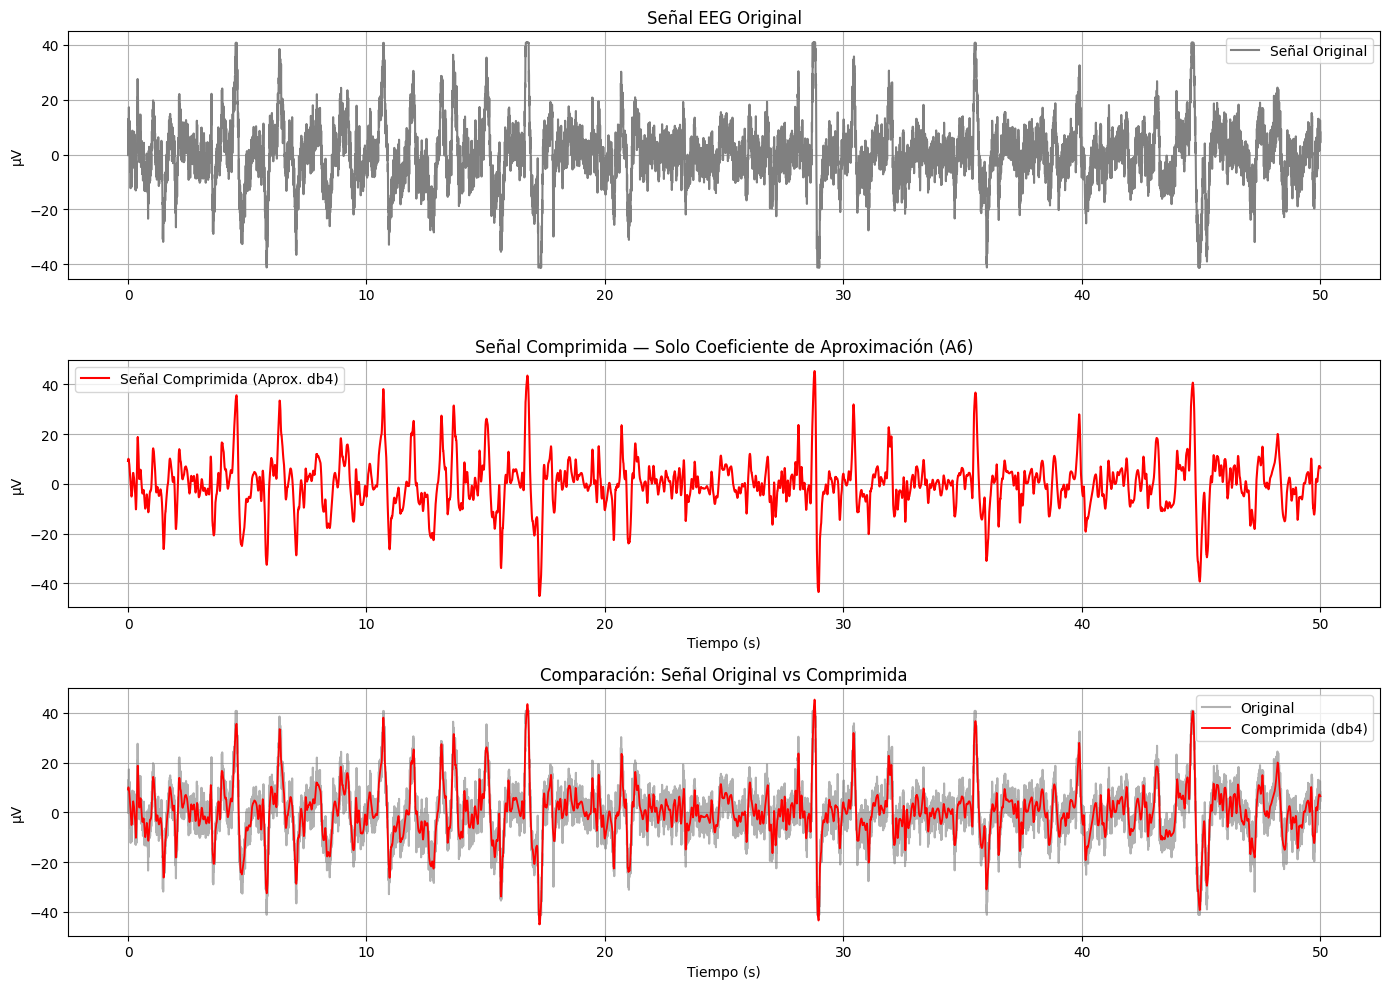 Señal EEG Original
Señal Original
µV
40
20
0
−20
−40
0 10 20 30 40 50
Señal Comprimida — Solo Coeficiente de Aproximación (A6)
Señal Comprimida (Aprox. db4)
µV
40
20
0
−20
−40
0 10 20 30 40 50
Tiempo (s)
Comparación: Señal Original vs Comprimida
Original
Comprimida (db4)
µV
40
20
0
−20
−40
0 10 20 30 40 50
Tiempo (s)